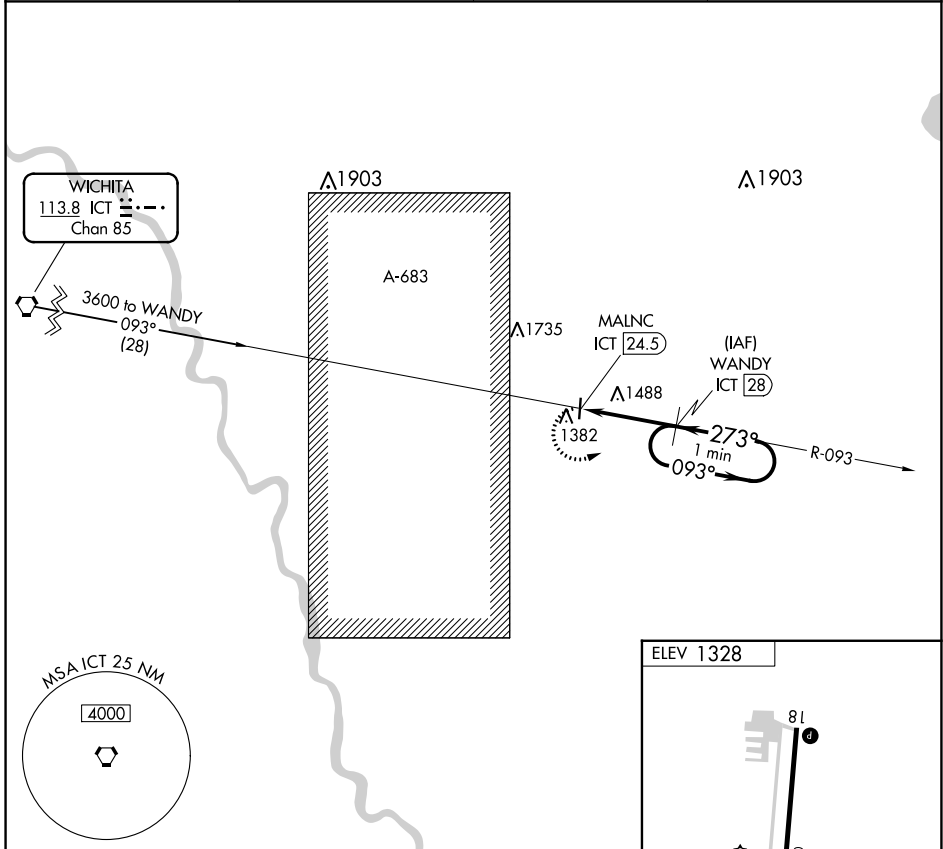 1903
1903
WICHITA
113.8 ICT
Chan 85
A-683
3600 to WANDY
093°
(28)
1735
MALNC
ICT 24.5
(IAF)
WANDY
ICT 28
1488
1382
273°
1 min
093°
R-093
MSA ICT 25 NM
4000
ELEV 1328
18
P